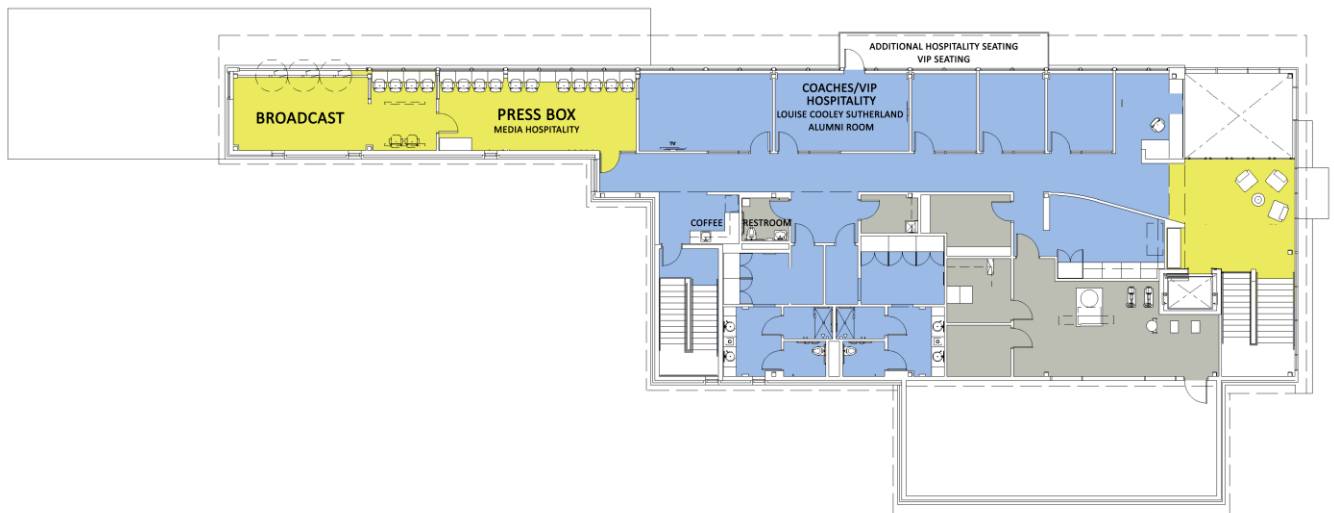 ADDITIONAL HOSPITALITY SEATING
VIP SEATING
BROADCAST
PRESS BOX
MEDIA HOSPITALITY
COACHES/VIP
HOSPITALITY
LOUISE COOLEY SUTHERLAND
ALUMNI ROOM
TV
COFFEE
RESTROOM